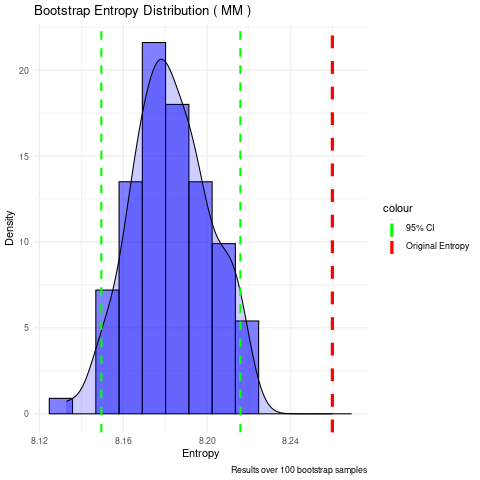 Bootstrap Entropy Distribution ( MM )
20
15
10
5
0
Density
8.12
8.16
8.20
8.24
Entropy
Results over 100 bootstrap samples
colour
95% CI
Original Entropy